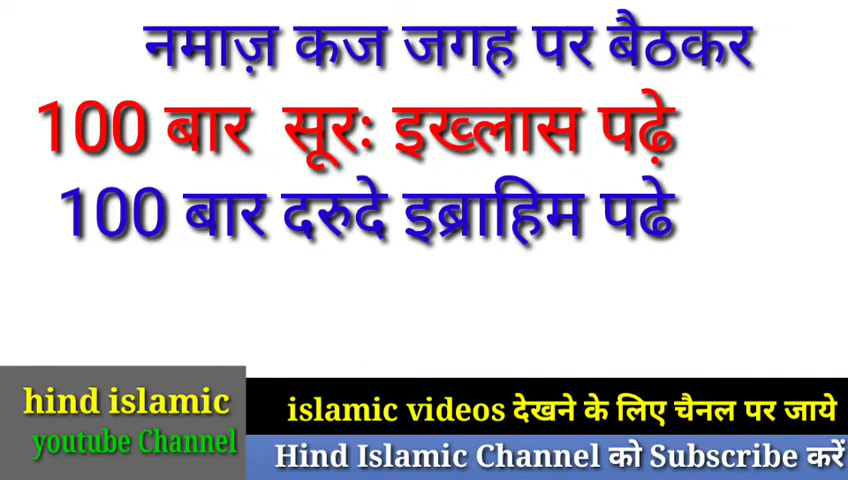 नमाज़ कज जगह पर बैठकर
100 बार सूरः इख्लास पढ़े
100 बार दरुदे इब्राहिम पढे
hind islamic
youtube Channel
islamic videos देखने के लिए चैनल पर जाये
Hind Islamic Channel को Subscribe करें